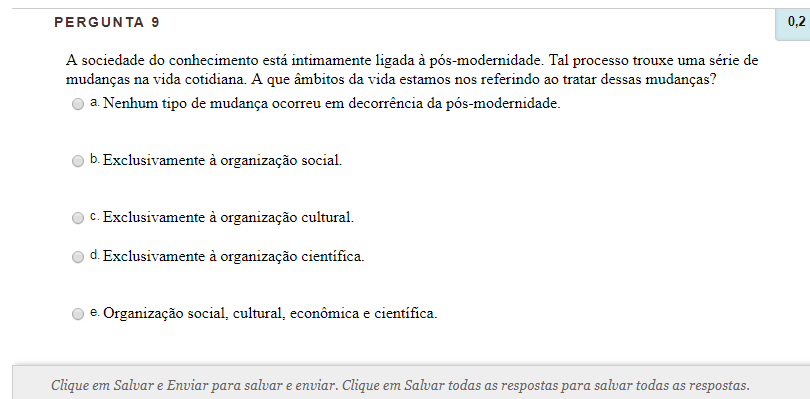 PERGUNTA 9
0,2
A sociedade do conhecimento está intimamente ligada à pós-modernidade. Tal processo trouxe uma série de
mudanças na vida cotidiana. A que âmbitos da vida estamos nos referindo ao tratar dessas mudanças?
a. Nenhum tipo de mudança ocorreu em decorrência da pós-modernidade.
b. Exclusivamente à organização social.
c. Exclusivamente à organização cultural.
d. Exclusivamente à organização científica.
e. Organização social, cultural, econômica e científica.
Clique em Salvar e Enviar para salvar e enviar. Clique em Salvar todas as respostas para salvar todas as respostas.